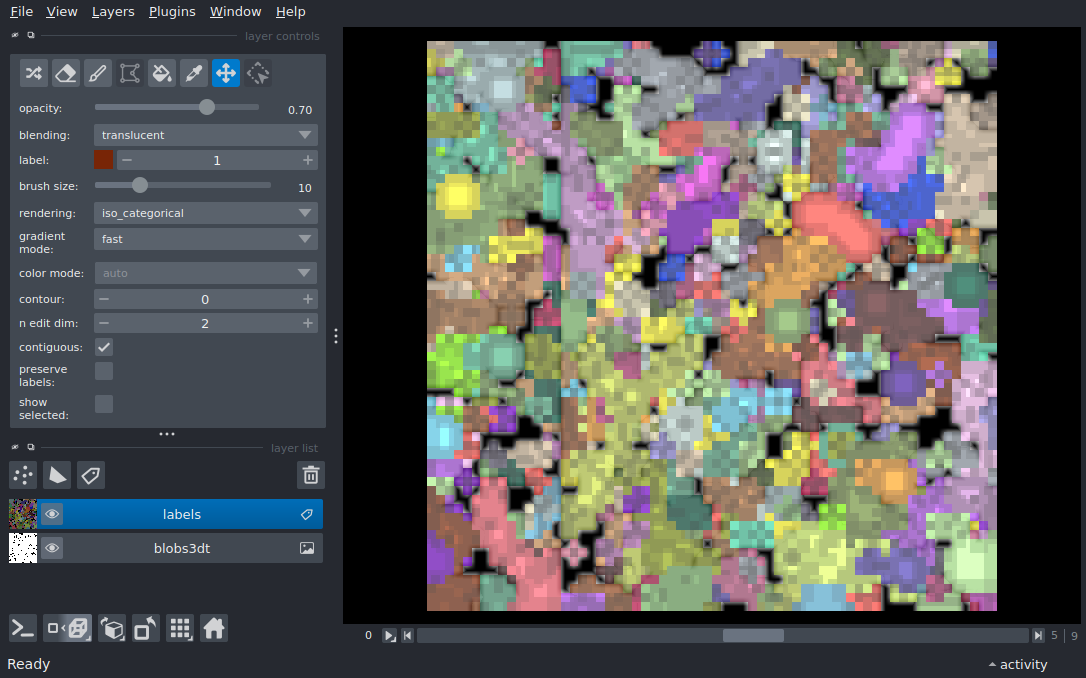 File View Layers Plugins Window Help
layer controls
opacity: 0.70
blending: translucent
label: − 1 +
brush size: 10
rendering: iso_categorical
gradient mode: fast
color mode: auto
contour: − 0 +
n edit dim: − 2 +
contiguous:
preserve labels:
show selected:
layer list
labels
blobs3dt
0 5 | 9
Ready activity